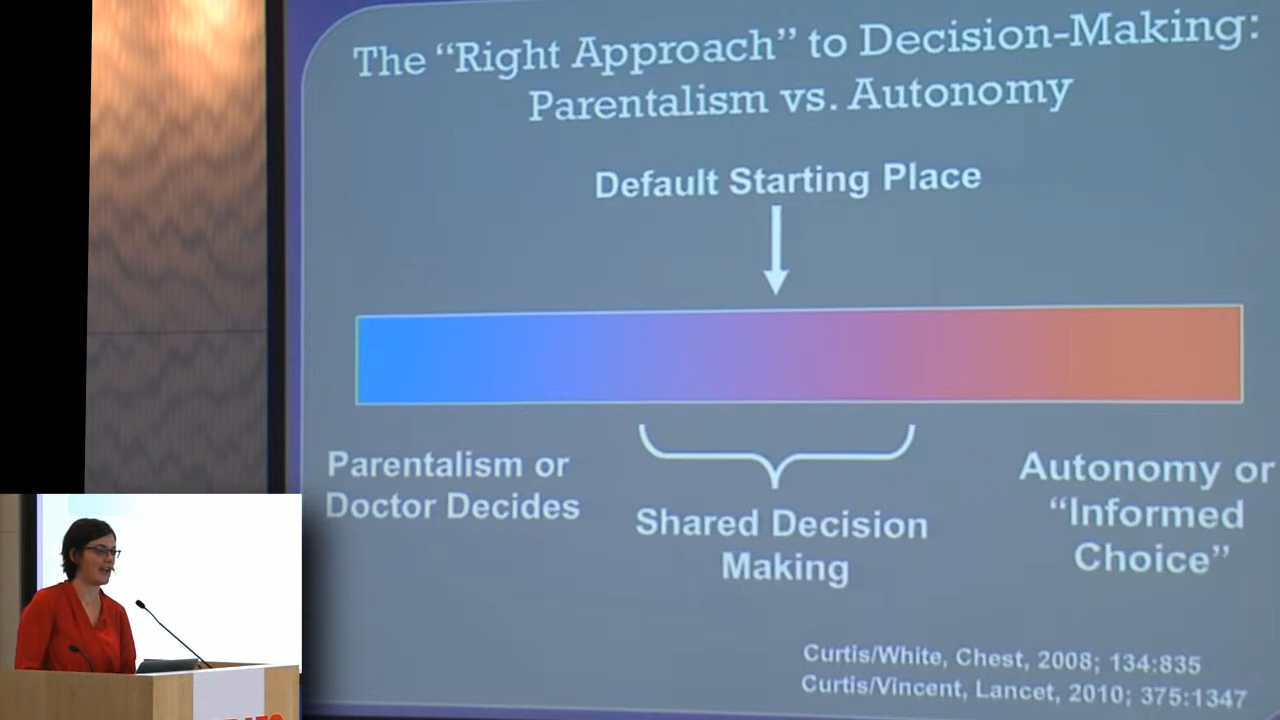 The “Right Approach” to Decision-Making:
Parentalism vs. Autonomy
Default Starting Place
Parentalism or
Doctor Decides
Shared Decision
Making
Autonomy or
“Informed
Choice”
Curtis/White, Chest, 2008; 134:835
Curtis/Vincent, Lancet, 2010; 375:1347